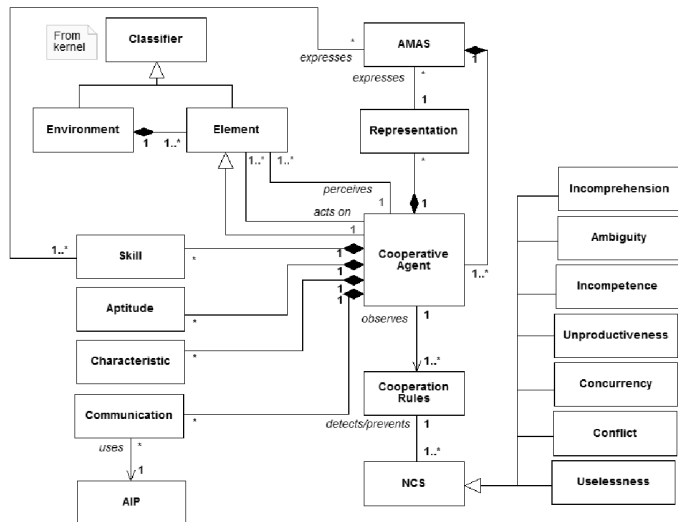 From
kernel
Classifier
AMAS
*
expresses
1
expresses
*
1
Environment
Element
Representation
1
1..*
1..*
1..*
*
perceives
1
1
acts on
1
Incomprehension
Ambiguity
Incompetence
Unproductiveness
Concurrency
Conflict
Uselessness
1..*
Skill
*
1
1
1
1
1
Cooperative
Agent
1..*
Aptitude
*
observes
1
Characteristic
*
1..*
Communication
*
Cooperation
Rules
detects/prevents
1
uses
*
1
1..*
AIP
NCS